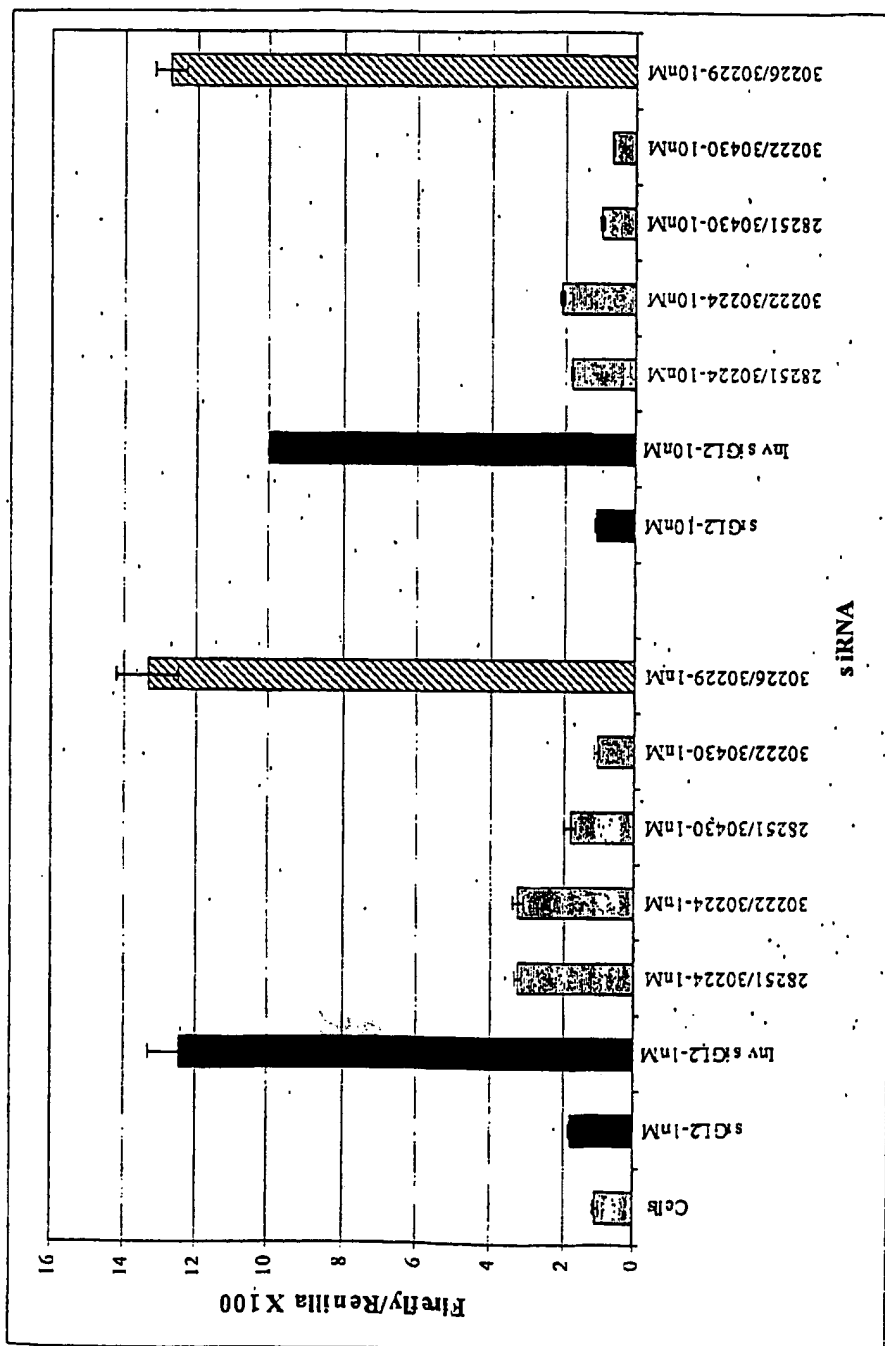 Firefly/Renilla X 100
16
14
12
10
8
6
4
2
0
Cells
siGL2-1nM
Inv siGL2-1nM
28251/30224-1nM
30222/30224-1nM
28251/30430-1nM
30222/30430-1nM
30226/30229-1nM
siGL2-10nM
Inv siGL2-10nM
28251/30224-10nM
30222/30224-10nM
28251/30430-10nM
30222/30430-10nM
30226/30229-10nM
siRNA